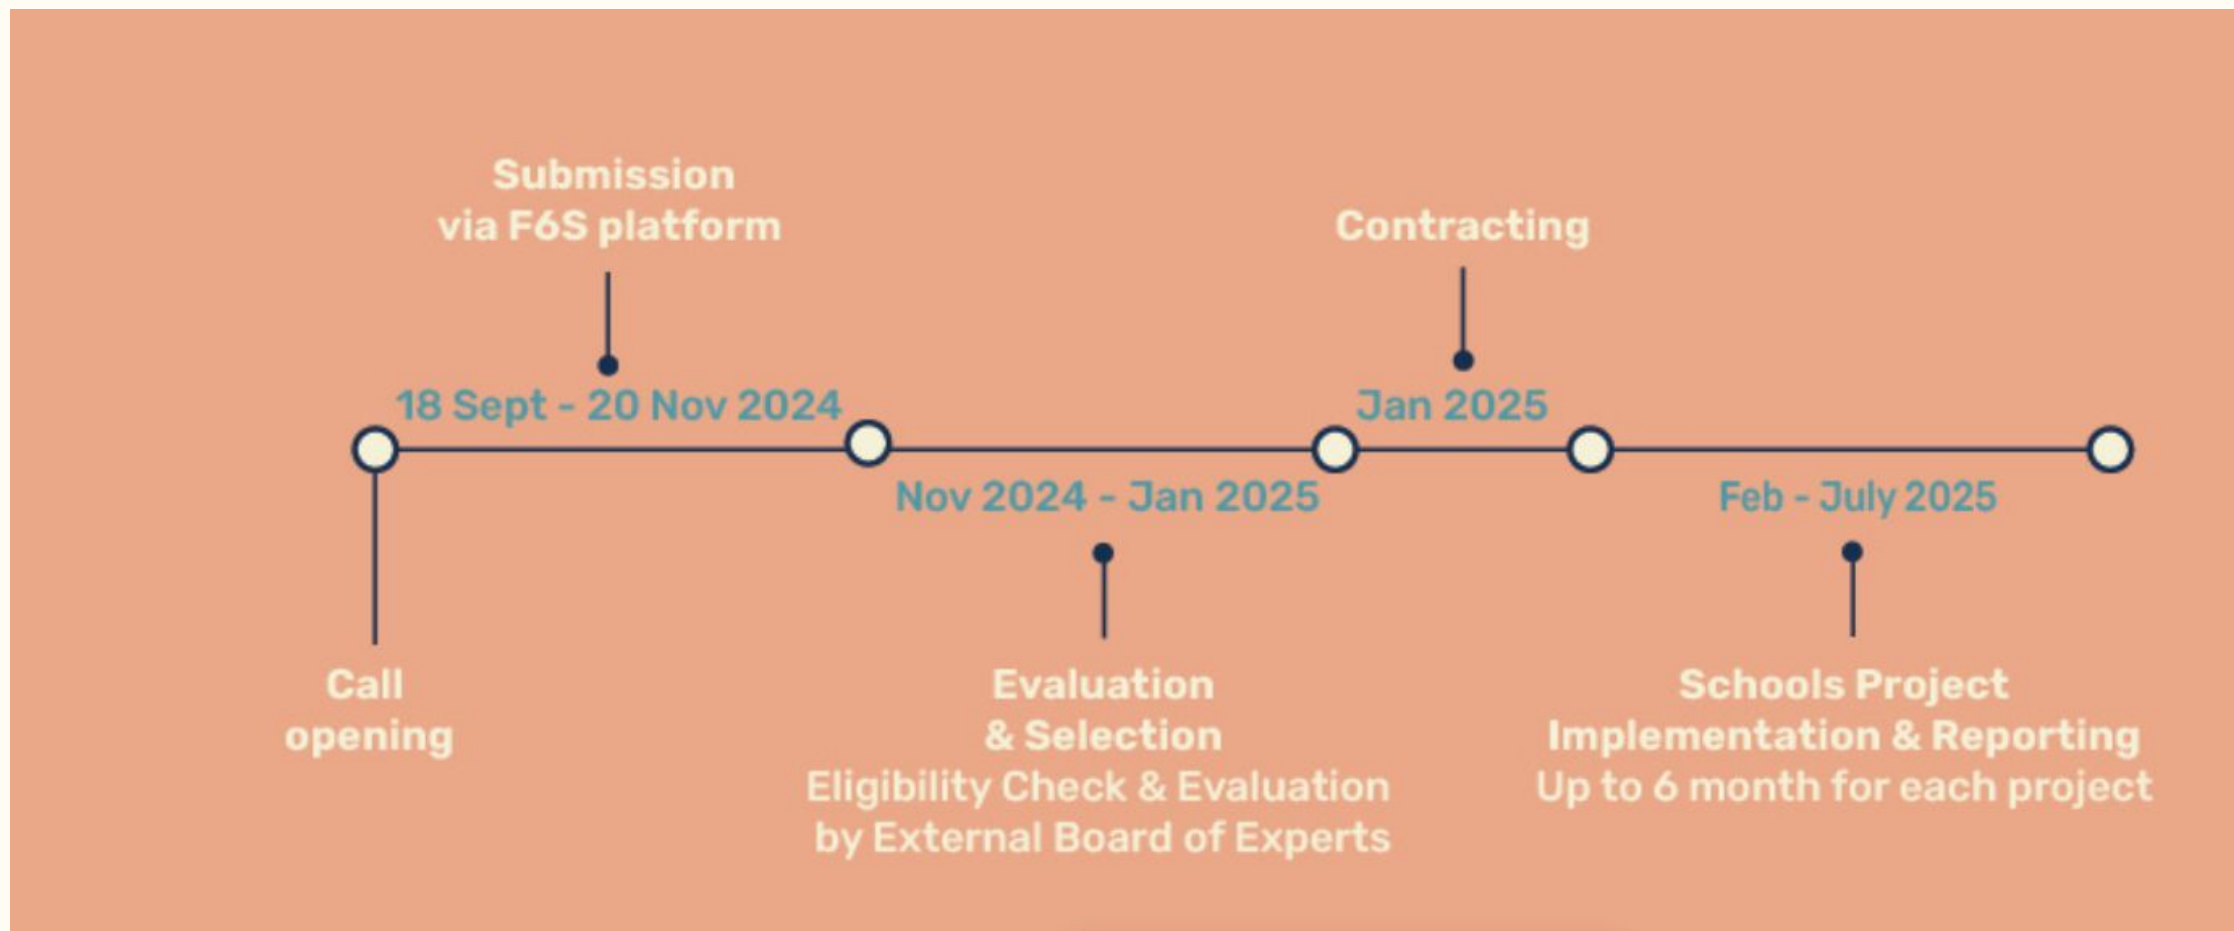 Submission
via F6S platform
18 Sept - 20 Nov 2024
Call
opening
Nov 2024 - Jan 2025
Evaluation
& Selection
Eligibility Check & Evaluation
by External Board of Experts
Contracting
Jan 2025
Feb - July 2025
Schools Project
Implementation & Reporting
Up to 6 month for each project